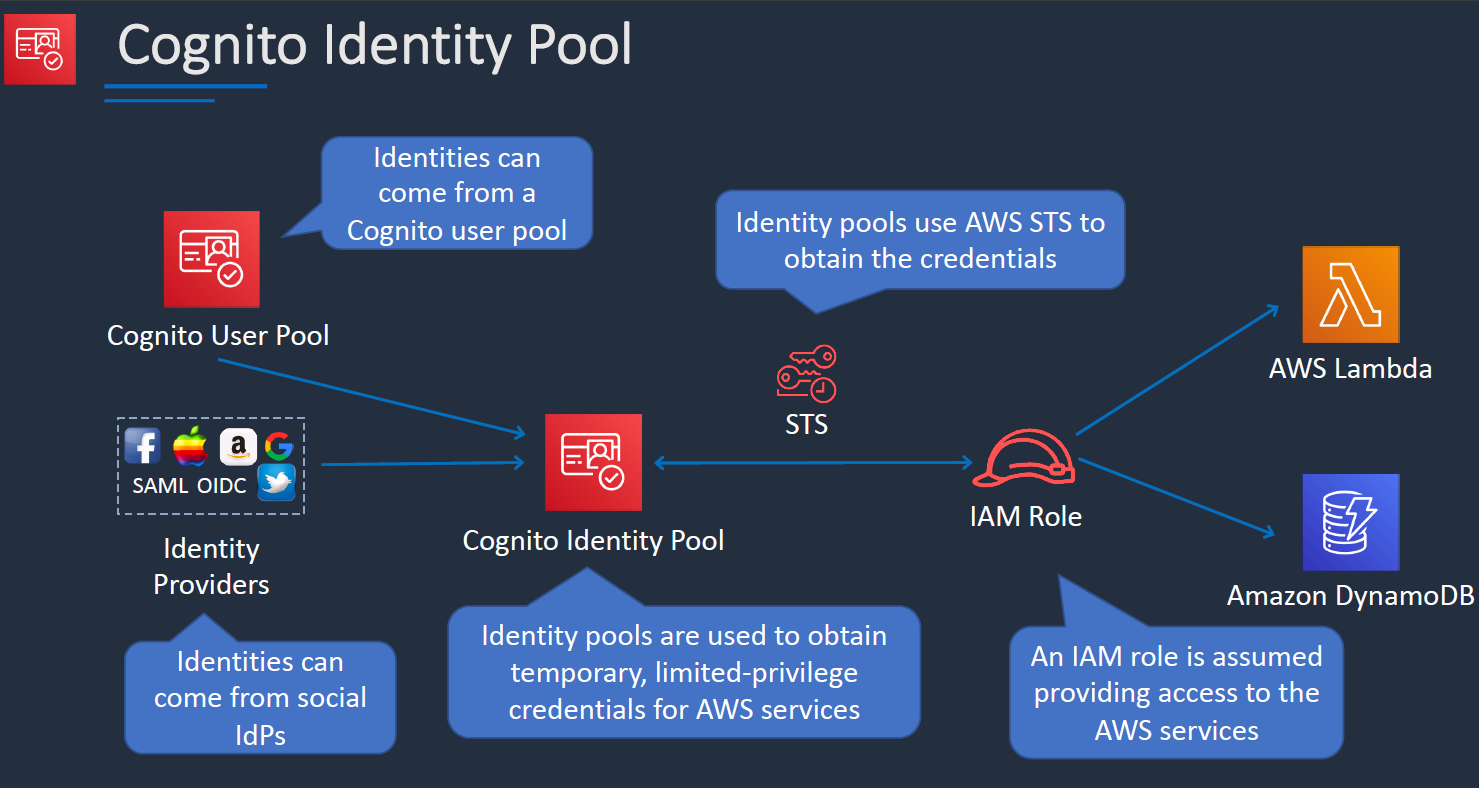 Cognito Identity Pool
Identities can
come from a
Cognito user pool
Identity pools use AWS STS to
obtain the credentials
Cognito User Pool
AWS Lambda
STS
f
a
G
SAML OIDC
IAM Role
Cognito Identity Pool
Identity
Providers
Amazon DynamoDB
Identities can
come from social
IdPs
Identity pools are used to obtain
temporary, limited-privilege
credentials for AWS services
An IAM role is assumed
providing access to the
AWS services